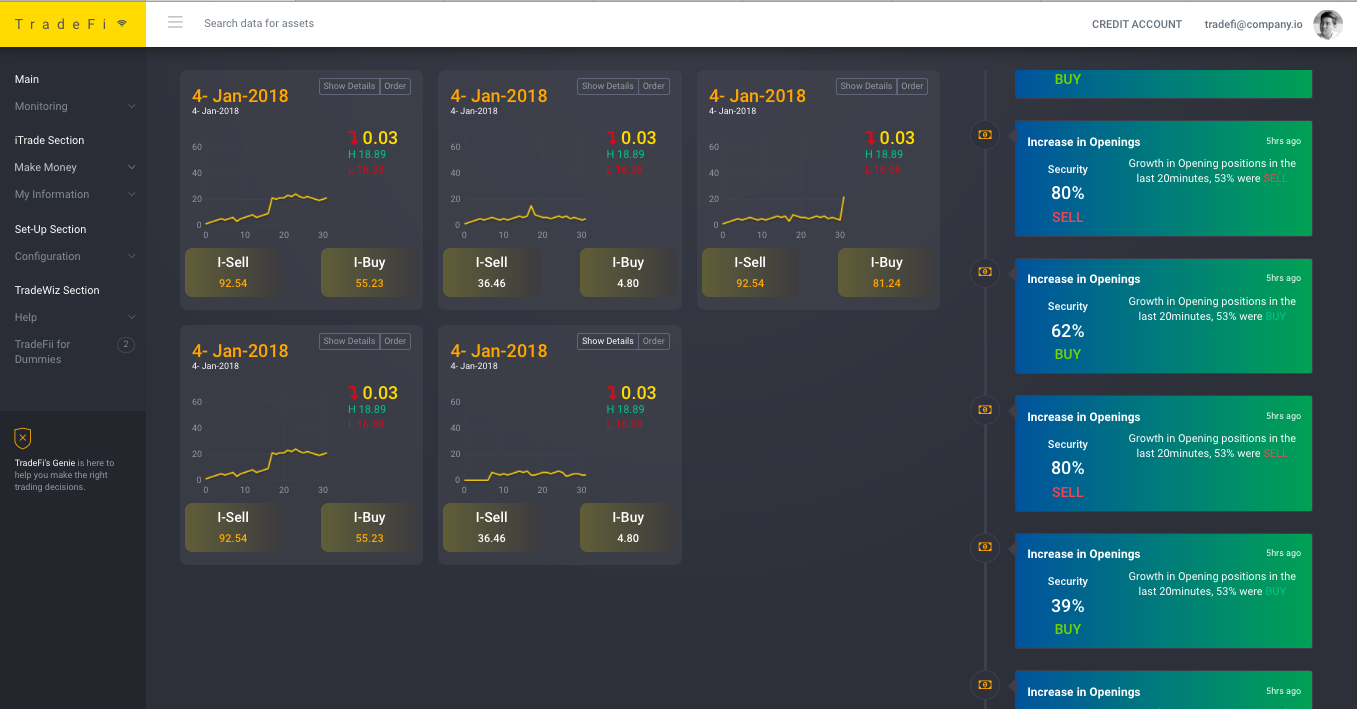 TradeFi
Search data for assets
CREDIT ACCOUNT
tradefi@company.io
Main
Monitoring
iTrade Section
Make Money
My Information
Set-Up Section
Configuration
TradeWiz Section
Help
TradeFii for
Dummies
2
TradeFi's Genie is here to
help you make the right
trading decisions.
Show Details Order
4- Jan-2018
4- Jan-2018
0.03
H 18.89
L 16.38
60
40
20
0
0 10 20 30
I-Sell I-Buy
92.54 55.23
Show Details Order
4- Jan-2018
4- Jan-2018
0.03
H 18.89
L 16.38
60
40
20
0
0 10 20 30
I-Sell I-Buy
36.46 4.80
Show Details Order
4- Jan-2018
4- Jan-2018
0.03
H 18.89
L 16.38
60
40
20
0
0 10 20 30
I-Sell I-Buy
92.54 81.24
Show Details Order
4- Jan-2018
4- Jan-2018
0.03
H 18.89
L 16.38
60
40
20
0
0 10 20 30
I-Sell I-Buy
92.54 55.23
Show Details Order
4- Jan-2018
4- Jan-2018
0.03
H 18.89
L 16.38
60
40
20
0
0 10 20 30
I-Sell I-Buy
36.46 4.80
BUY
Increase in Openings 5hrs ago
Security
80%
SELL
Growth in Opening positions in the
last 20minutes, 53% were SELL
Increase in Openings 5hrs ago
Security
62%
BUY
Growth in Opening positions in the
last 20minutes, 53% were BUY
Increase in Openings 5hrs ago
Security
80%
SELL
Growth in Opening positions in the
last 20minutes, 53% were SELL
Increase in Openings 5hrs ago
Security
39%
BUY
Growth in Opening positions in the
last 20minutes, 53% were BUY
Increase in Openings 5hrs ago